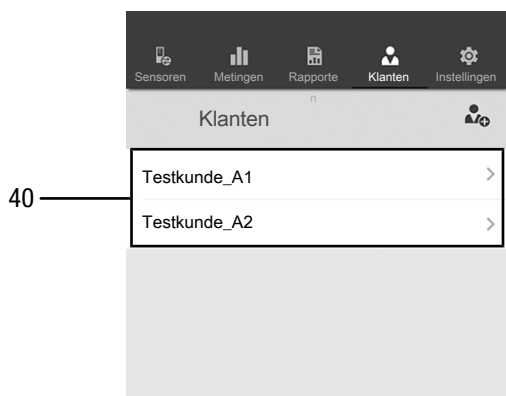 Sensoren Metingen Rapporte Klanten Instellingen
n
Klanten
Testkunde_A1
40
Testkunde_A2